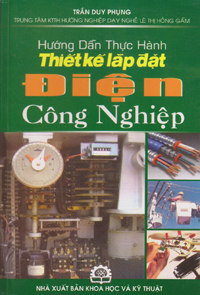 TRẦN DUY PHỤNG
TRUNG TÂM KTTH HƯỚNG NGHIỆP DẠY NGHỀ LÊ THỊ HỒNG GẤM
Hướng Dẫn Thực Hành
Thiết kế lắp đặt
Điện
Công Nghiệp
NHÀ XUẤT BẢN KHOA HỌC VÀ KỸ THUẬT